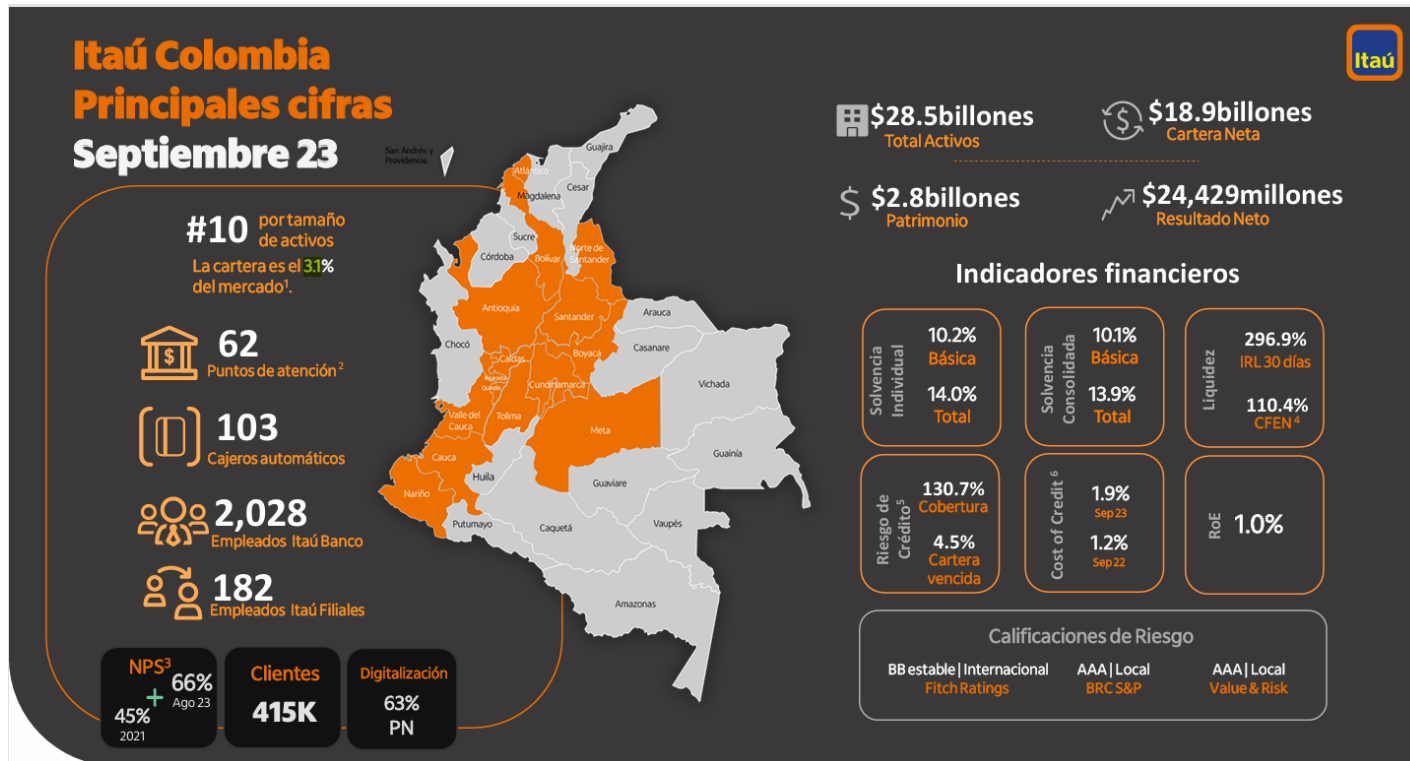 Itaú Colombia
Principales cifras
Septiembre 23
Itaú
#10
por tamaño
de activos
La cartera es el 3.1%
del mercado¹.
62
Puntos de atención²
103
Cajeros automáticos
2,028
Empleados Itaú Banco
182
Empleados Itaú Filiales
NPS³
66%
Ago 23
+
45%
2021
Clientes
415K
Digitalización
63%
PN
San Andrés y
Providencia
Guajira
Atlántico
Magdalena
Cesar
Sucre
Córdoba
Bolívar
Norte de
Santander
Antioquia
Santander
Arauca
Chocó
Boyacá
Casanare
Caldas
Cundinamarca
Vichada
Quindío
Valle del
Cauca
Tolima
Meta
Cauca
Guainía
Huila
Guaviare
Nariño
Putumayo
Caquetá
Vaupés
Amazonas
$28.5billones
Total Activos
$18.9billones
Cartera Neta
$2.8billones
Patrimonio
$24,429millones
Resultado Neto
Indicadores financieros
Solvencia
Individual
10.2%
Básica
14.0%
Total
Solvencia
Consolidada
10.1%
Básica
13.9%
Total
Liquidez
296.9%
IRL 30 días
110.4%
CFEN⁴
Riesgo de
Crédito⁵
130.7%
Cobertura
4.5%
Cartera
vencida
Cost of Credit⁶
1.9%
Sep 23
1.2%
Sep 22
RoE
1.0%
Calificaciones de Riesgo
BB estable | Internacional
Fitch Ratings
AAA | Local
BRC S&P
AAA | Local
Value & Risk